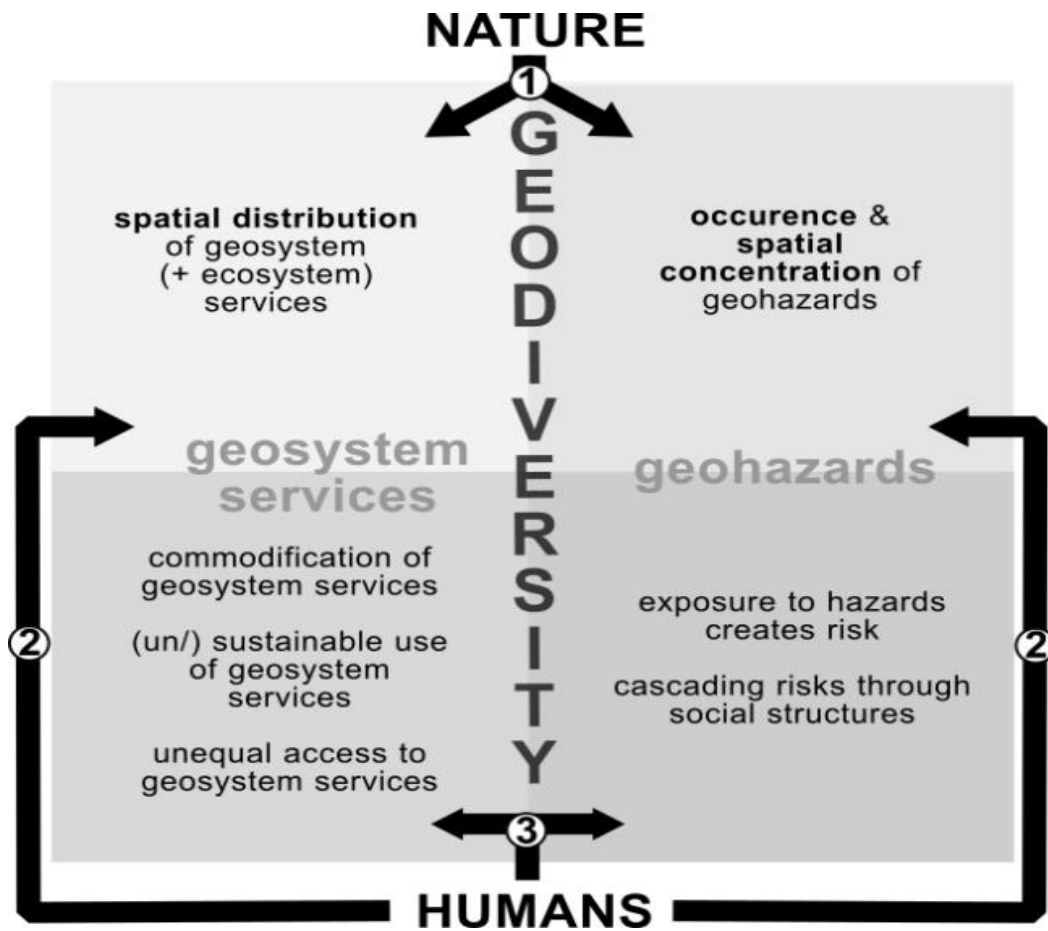 NATURE
1
GEODIVERSITY
spatial distribution
of geosystem
(+ ecosystem)
services
occurence &
spatial
concentration of
geohazards
geosystem
services
geohazards
commodification of
geosystem services
(un/) sustainable use
of geosystem
services
unequal access to
geosystem services
exposure to hazards
creates risk
cascading risks through
social structures
2
2
3
HUMANS